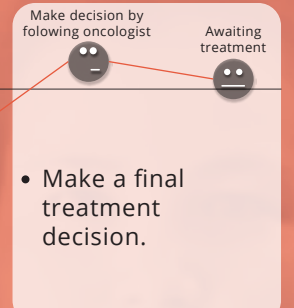 Make decision by
folowing oncologist
Awaiting
treatment
• Make a final
treatment
decision.